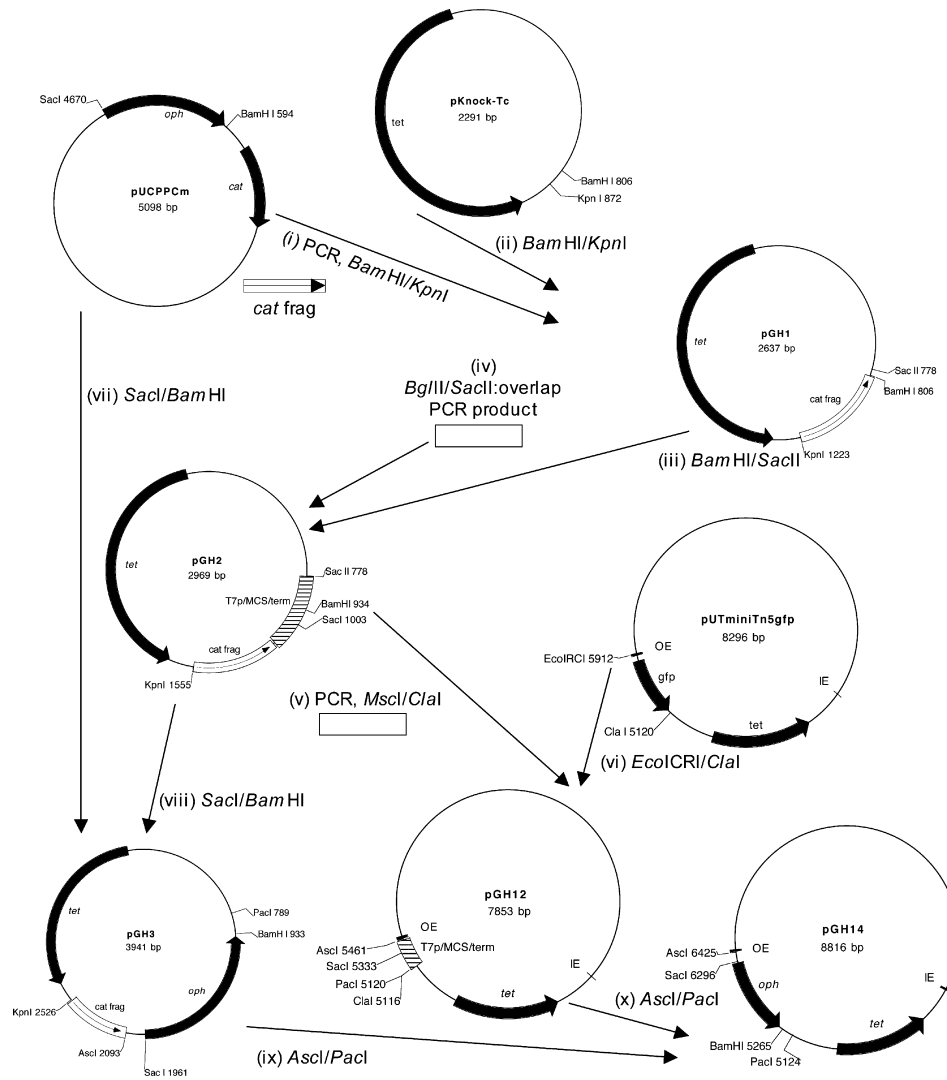 SacI 4670
oph
BamH I 594
cat
pUCPPCm
5098 bp
pKnock-Tc
2291 bp
tet
BamH I 806
Kpn I 872
(i) PCR, BamHI/KpnI
(ii) BamHI/KpnI
cat frag
tet
pGH1
2637 bp
Sac II 778
BamH I 806
cat frag
KpnI 1223
(iii) BamHI/SacII
(iv)
BglII/SacII:overlap
PCR product
(vii) SacI/BamHI
pGH2
2969 bp
tet
Sac II 778
T7p/MCS/term
BamHI 934
SacI 1003
cat frag
KpnI 1555
(v) PCR, MscI/ClaI
pUTminiTn5gfp
8296 bp
EcoIRCI 5912
OE
gfp
IE
Cla I 5120
tet
(vi) EcoICRI/ClaI
(viii) SacI/BamHI
pGH3
3941 bp
tet
PacI 789
BamH I 933
oph
cat frag
KpnI 2526
AscI 2093
Sac I 1961
(ix) AscI/PacI
pGH12
7853 bp
OE
AscI 5461
T7p/MCS/term
SacI 5333
PacI 5120
ClaI 5116
IE
tet
(x) AscI/PacI
pGH14
8816 bp
AscI 6425
OE
SacI 6296
oph
IE
BamHI 5265
PacI 5124
tet